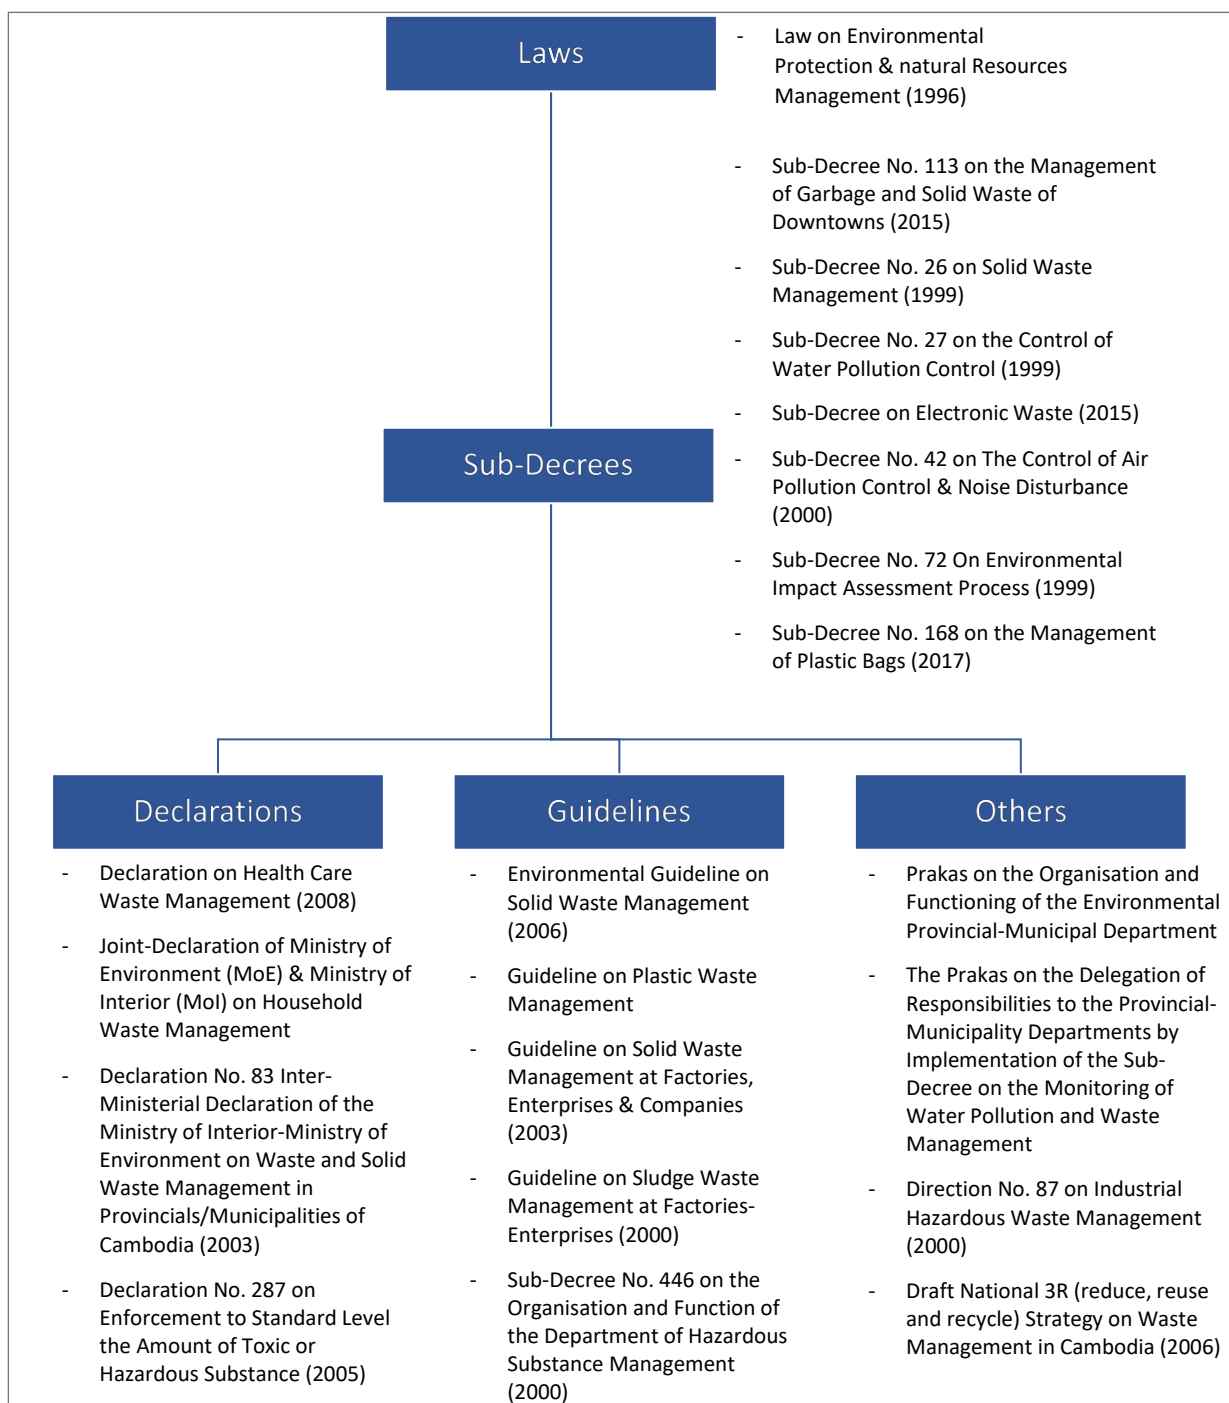 Laws
- Law on Environmental
Protection & natural Resources
Management (1996)
- Sub-Decree No. 113 on the Management
of Garbage and Solid Waste of
Downtowns (2015)
- Sub-Decree No. 26 on Solid Waste
Management (1999)
- Sub-Decree No. 27 on the Control of
Water Pollution Control (1999)
- Sub-Decree on Electronic Waste (2015)
Sub-Decrees
- Sub-Decree No. 42 on The Control of Air
Pollution Control & Noise Disturbance
(2000)
- Sub-Decree No. 72 On Environmental
Impact Assessment Process (1999)
- Sub-Decree No. 168 on the Management
of Plastic Bags (2017)
Declarations
- Declaration on Health Care
Waste Management (2008)
- Joint-Declaration of Ministry of
Environment (MoE) & Ministry of
Interior (MoI) on Household
Waste Management
- Declaration No. 83 Inter-
Ministerial Declaration of the
Ministry of Interior-Ministry of
Environment on Waste and Solid
Waste Management in
Provincials/Municipalities of
Cambodia (2003)
- Declaration No. 287 on
Enforcement to Standard Level
the Amount of Toxic or
Hazardous Substance (2005)
Guidelines
- Environmental Guideline on
Solid Waste Management
(2006)
- Guideline on Plastic Waste
Management
- Guideline on Solid Waste
Management at Factories,
Enterprises & Companies
(2003)
- Guideline on Sludge Waste
Management at Factories-
Enterprises (2000)
- Sub-Decree No. 446 on the
Organisation and Function of
the Department of Hazardous
Substance Management
(2000)
Others
- Prakas on the Organisation and
Functioning of the Environmental
Provincial-Municipal Department
- The Prakas on the Delegation of
Responsibilities to the Provincial-
Municipality Departments by
Implementation of the Sub-
Decree on the Monitoring of
Water Pollution and Waste
Management
- Direction No. 87 on Industrial
Hazardous Waste Management
(2000)
- Draft National 3R (reduce, reuse
and recycle) Strategy on Waste
Management in Cambodia (2006)